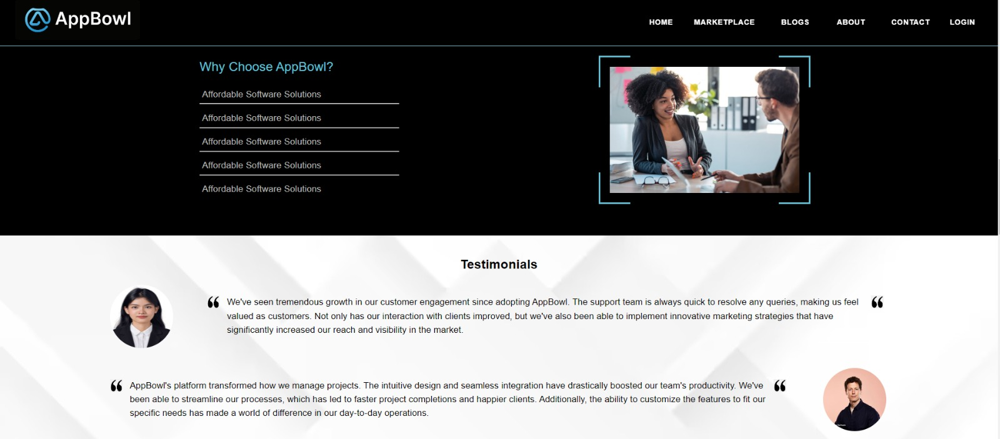 AppBowl
HOME MARKETPLACE BLOGS ABOUT CONTACT LOGIN
Why Choose AppBowl?
Affordable Software Solutions
Affordable Software Solutions
Affordable Software Solutions
Affordable Software Solutions
Affordable Software Solutions
Testimonials
“ We've seen tremendous growth in our customer engagement since adopting AppBowl. The support team is always quick to resolve any queries, making us feel “
valued as customers. Not only has our interaction with clients improved, but we've also been able to implement innovative marketing strategies that have
significantly increased our reach and visibility in the market.
“ AppBowl's platform transformed how we manage projects. The intuitive design and seamless integration have drastically boosted our team's productivity. We've “
been able to streamline our processes, which has led to faster project completions and happier clients. Additionally, the ability to customize the features to fit our
specific needs has made a world of difference in our day-to-day operations.